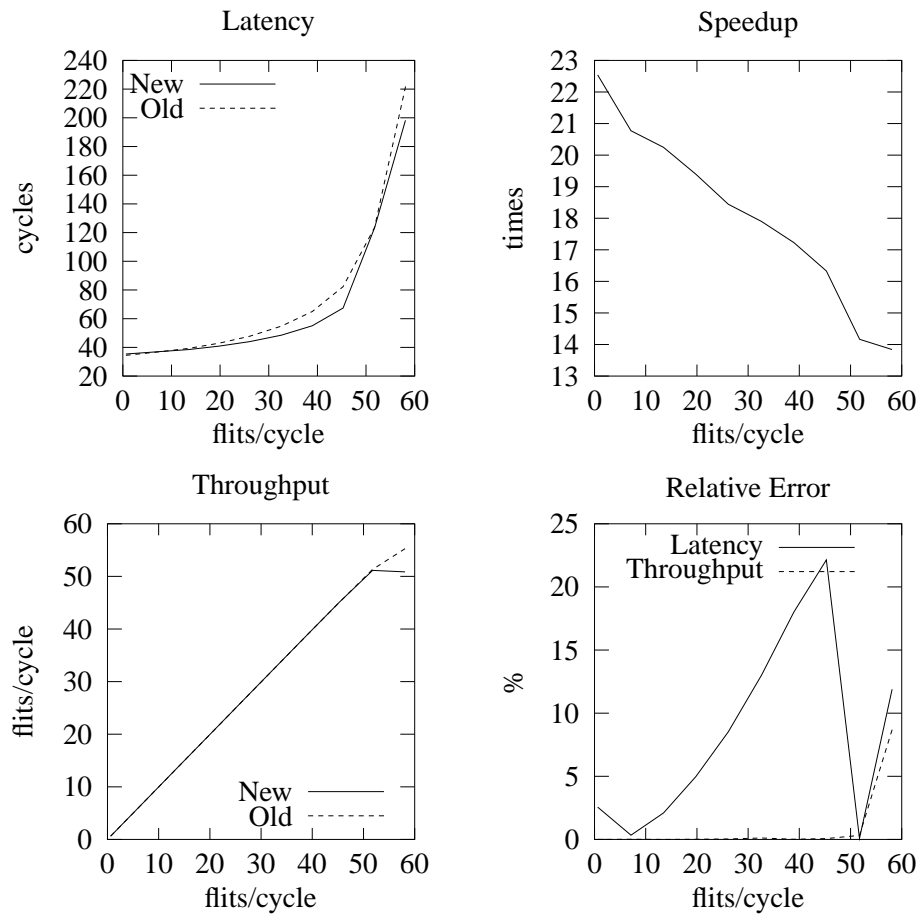 Latency
240
220
200
180
160
140
120
100
80
60
40
20
cycles
New
Old
0 10 20 30 40 50 60
flits/cycle
Speedup
23
22
21
20
19
18
17
16
15
14
13
times
0 10 20 30 40 50 60
flits/cycle
Throughput
60
50
40
30
20
10
0
flits/cycle
New
Old
0 10 20 30 40 50 60
flits/cycle
Relative Error
25
20
15
10
5
0
%
Latency
Throughput
0 10 20 30 40 50 60
flits/cycle